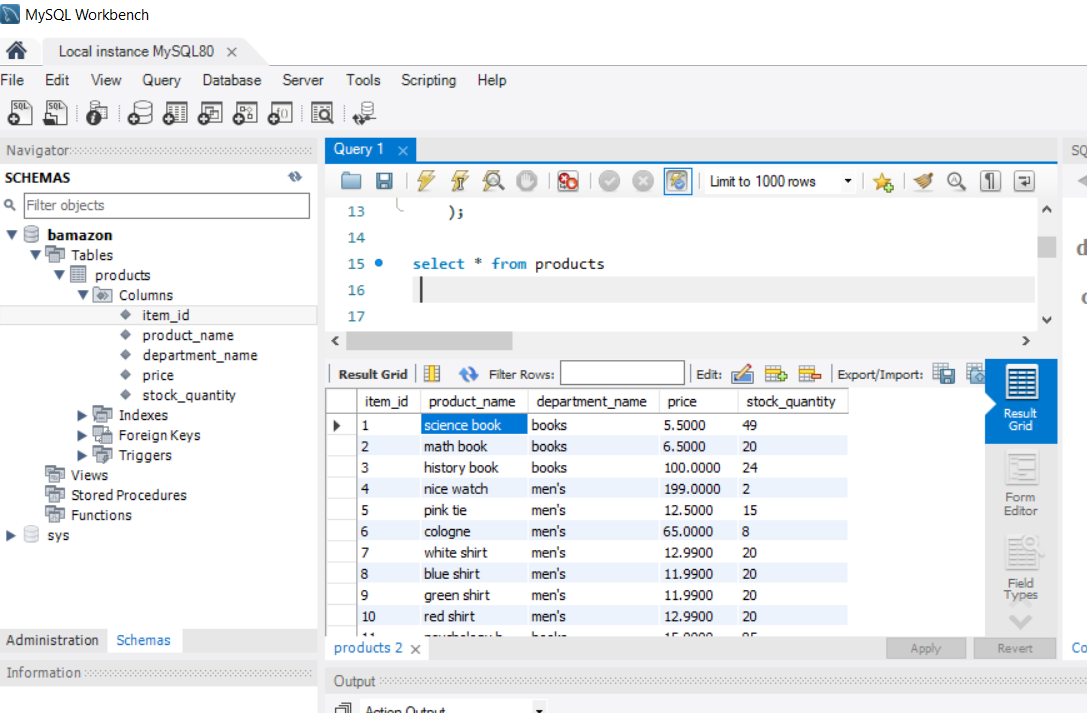 MySQL Workbench
Local instance MySQL80
File Edit View Query Database Server Tools Scripting Help
Navigator
SCHEMAS
Filter objects
bamazon
Tables
products
Columns
item_id
product_name
department_name
price
stock_quantity
Indexes
Foreign Keys
Triggers
Views
Stored Procedures
Functions
sys
Administration Schemas
Information
Query 1
SQ
Limit to 1000 rows
13 );
14
15 select * from products
16
17
Result Grid Filter Rows: Edit: Export/Import:
item_id product_name department_name price stock_quantity
1 science book books 5.5000 49
2 math book books 6.5000 20
3 history book books 100.0000 24
4 nice watch men's 199.0000 2
5 pink tie men's 12.5000 15
6 cologne men's 65.0000 8
7 white shirt men's 12.9900 20
8 blue shirt men's 11.9900 20
9 green shirt men's 11.9900 20
10 red shirt men's 12.9900 20
Result
Grid
Form
Editor
Field
Types
products 2 Apply Revert Co
Output
Action Output